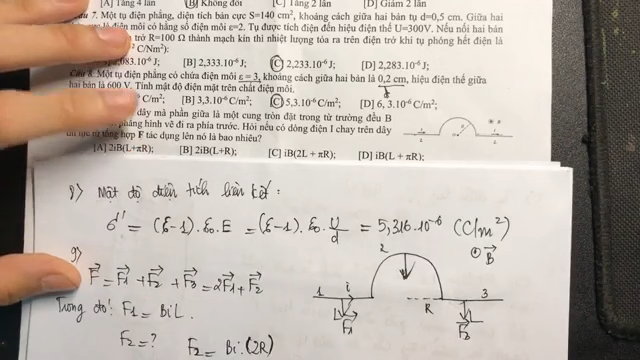 [A] Tăng 4 lần [B] Không đổi [C] Tăng 2 lần [D] Giảm 2 lần
7. Một tụ điện phẳng, diện tích bản cực S=140 cm², khoảng cách giữa hai bản tụ d=0,5 cm. Giữa hai
là điện môi có hằng số điện môi ε=2. Tụ được tích điện đến hiệu điện thế U=300V. Nếu nối hai bản
trở R=100 Ω thành mạch kín thì nhiệt lượng tỏa ra trên điện trở khi tụ phóng hết điện là
C²/Nm²):
,083.10⁻⁶ J; [B] 2,333.10⁻⁶ J; [C] 2,233.10⁻⁶ J; [D] 2,283.10⁻⁶ J;
Câu 8. Một tụ điện phẳng có chứa điện môi ε = 3, khoảng cách giữa hai bản là 0,2 cm, hiệu điện thế giữa
hai bản là 600 V. Tính mật độ điện mặt trên chất điện môi.
C/m²; [B] 3,3.10⁻⁶ C/m²; [C] 5,3.10⁻⁶ C/m²; [D] 6,3.10⁻⁶ C/m²;
dây mà phần giữa là một cung tròn đặt trong từ trường đều B
phẳng hình vẽ đi ra phía trước. Hỏi nếu có dòng điện I chạy trên dây
tổng hợp F tác dụng lên nó là bao nhiêu?
[A] 2iB(L+πR); [B] 2iB(L+R); [C] iB(2L + πR); [D] iB(L + πR);
8) Mật độ điện tích liên kết:
σ' = (ε-1).ε₀.E = (ε-1).ε₀.U/d = 5,316.10⁻⁶ (C/m²)
9)
F = F₁ + F₂ + F₃ = 2F₁ + F₂
Trong đó: F₁ = BiL
F₂ = ? F₂ = Bi.(2R)
2
B
1 i R 3
F₁ F₃